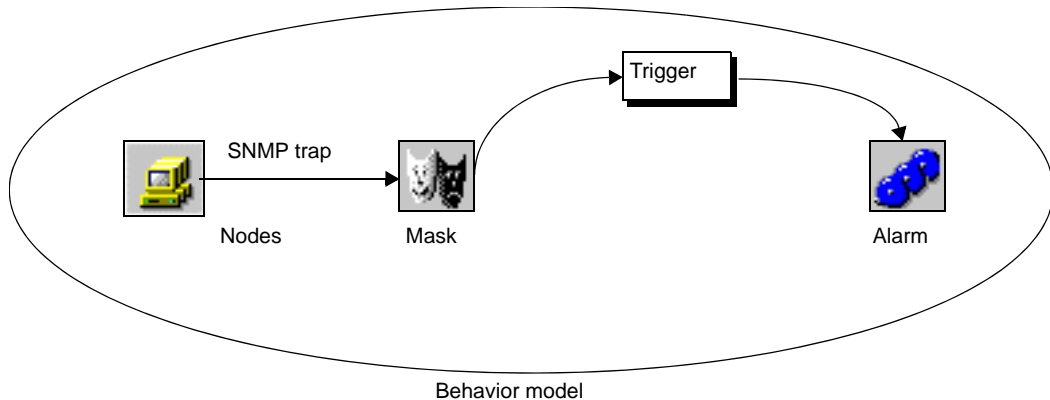 Trigger
SNMP trap
Nodes
Mask
Alarm
Behavior model